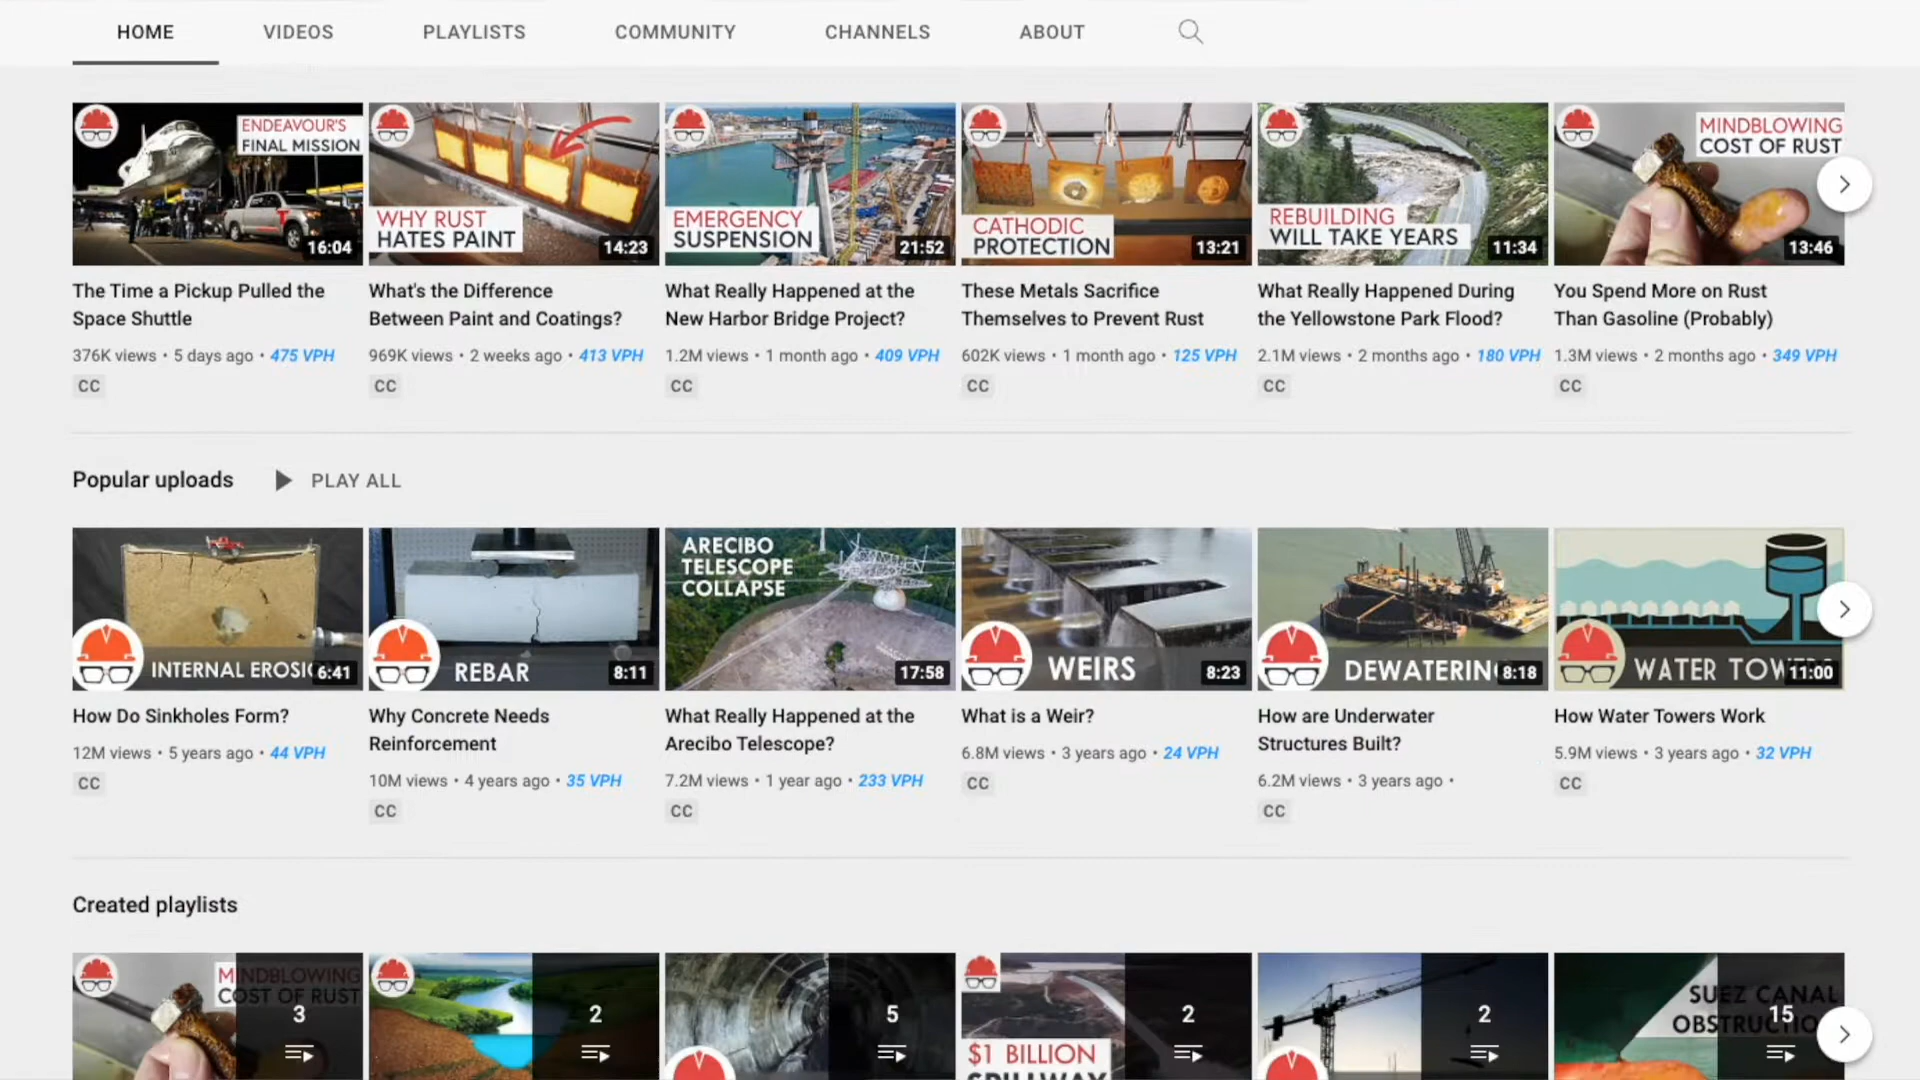 HOME VIDEOS PLAYLISTS COMMUNITY CHANNELS ABOUT
ENDEAVOUR'S
FINAL MISSION
16:04
WHY RUST
HATES PAINT
14:23
EMERGENCY
SUSPENSION
21:52
CATHODIC
PROTECTION
13:21
REBUILDING
WILL TAKE YEARS
11:34
MINDBLOWING
COST OF RUST
13:46
The Time a Pickup Pulled the
Space Shuttle
376K views • 5 days ago • 475 VPH
CC
What's the Difference
Between Paint and Coatings?
969K views • 2 weeks ago • 413 VPH
CC
What Really Happened at the
New Harbor Bridge Project?
1.2M views • 1 month ago • 409 VPH
CC
These Metals Sacrifice
Themselves to Prevent Rust
602K views • 1 month ago • 125 VPH
CC
What Really Happened During
the Yellowstone Park Flood?
2.1M views • 2 months ago • 180 VPH
CC
You Spend More on Rust
Than Gasoline (Probably)
1.3M views • 2 months ago • 349 VPH
CC
Popular uploads PLAY ALL
INTERNAL EROSIO
6:41
REBAR
8:11
ARECIBO
TELESCOPE
COLLAPSE
17:58
WEIRS
8:23
DEWATERING
8:18
WATER TOWERS
11:00
How Do Sinkholes Form?
12M views • 5 years ago • 44 VPH
CC
Why Concrete Needs
Reinforcement
10M views • 4 years ago • 35 VPH
CC
What Really Happened at the
Arecibo Telescope?
7.2M views • 1 year ago • 233 VPH
CC
What is a Weir?
6.8M views • 3 years ago • 24 VPH
CC
How are Underwater
Structures Built?
6.2M views • 3 years ago •
CC
How Water Towers Work
5.9M views • 3 years ago • 32 VPH
CC
Created playlists
MINDBLOWING
COST OF RUST
3
2
5
$1 BILLION
SPILLWAY
2
2
SUEZ CANAL
OBSTRUCTIO
15